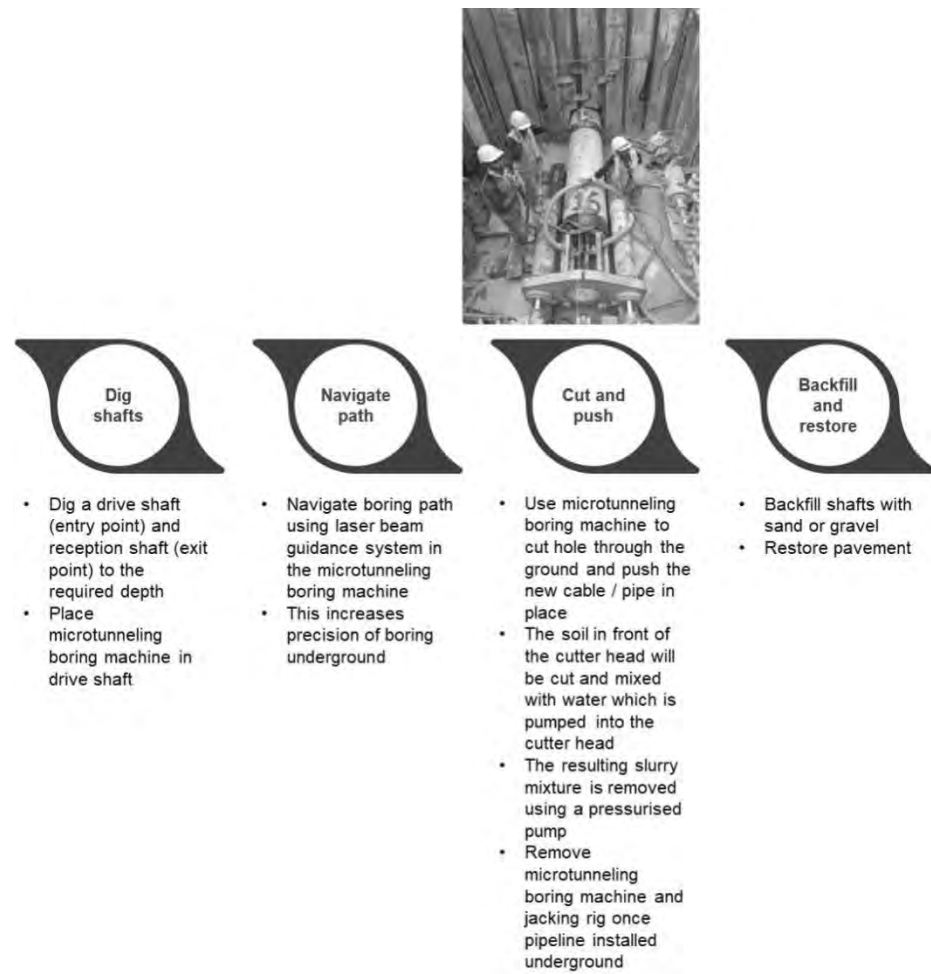 Dig
shafts
Navigate
path
Cut and
push
Backfill
and
restore
• Dig a drive shaft
(entry point) and
reception shaft (exit
point) to the
required depth
• Place
microtunneling
boring machine in
drive shaft
• Navigate boring path
using laser beam
guidance system in
the microtunneling
boring machine
• This increases
precision of boring
underground
• Use microtunneling
boring machine to
cut hole through the
ground and push the
new cable / pipe in
place
• The soil in front of
the cutter head will
be cut and mixed
with water which is
pumped into the
cutter head
• The resulting slurry
mixture is removed
using a pressurised
pump
• Remove
microtunneling
boring machine and
jacking rig once
pipeline installed
underground
• Backfill shafts with
sand or gravel
• Restore pavement